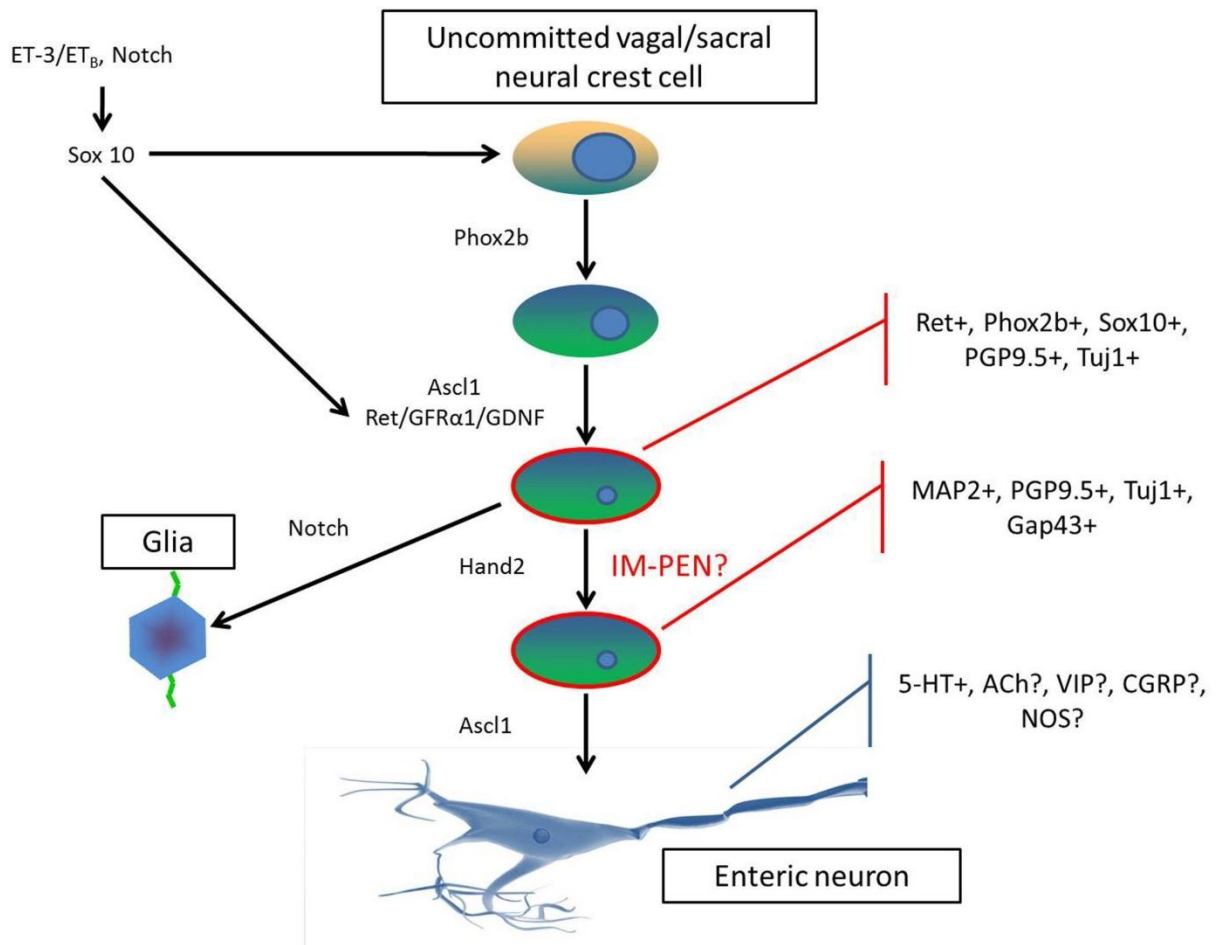 Uncommitted vagal/sacral
neural crest cell
ET-3/ETB, Notch
Sox 10
Phox2b
Ret+, Phox2b+, Sox10+,
PGP9.5+, Tuj1+
Ascl1
Ret/GFRα1/GDNF
MAP2+, PGP9.5+, Tuj1+,
Gap43+
Notch
Glia
Hand2
IM-PEN?
5-HT+, ACh?, VIP?, CGRP?,
NOS?
Ascl1
Enteric neuron